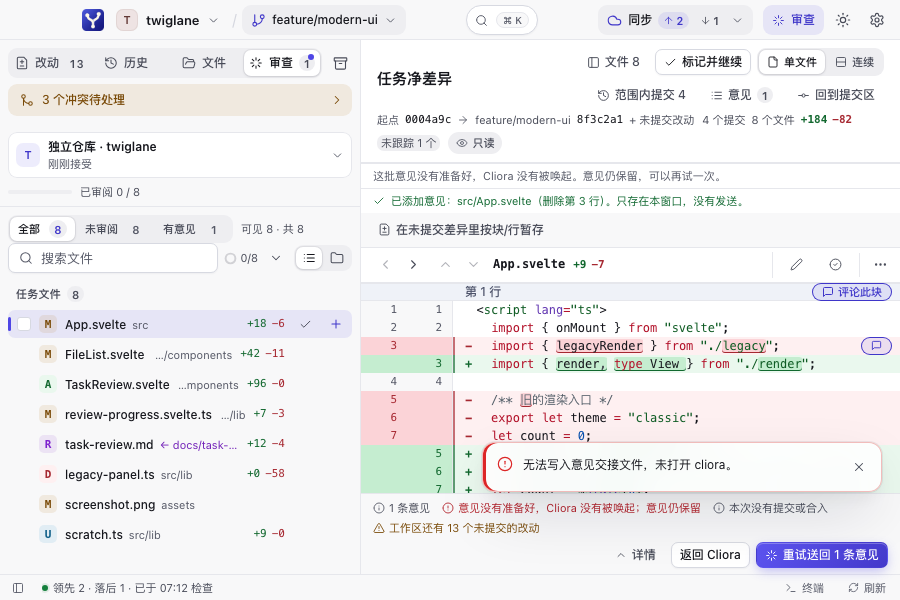 T twiglane / feature/modern-ui ⌘ K 同步 ↑ 2 ↓ 1 审查
改动 13 历史 文件 审查 1
3 个冲突待处理
T 独立仓库 · twiglane
刚刚接受
已审阅 0 / 8
全部 8 未审阅 8 有意见 1 可见 8 · 共 8
搜索文件 0/8
任务文件 8
M App.svelte src +18 −6
M FileList.svelte …/components +42 −11
A TaskReview.svelte …mponents +96 −0
M review-progress.svelte.ts …/lib +7 −3
R task-review.md ← docs/task-… +12 −4
D legacy-panel.ts src/lib +0 −58
M screenshot.png assets
U scratch.ts src/lib +9 −0
任务净差异
文件 8 标记并继续 单文件 连续
范围内提交 4 意见 1 回到提交区
起点 0004a9c → feature/modern-ui 8f3c2a1 + 未提交改动 4 个提交 8 个文件 +184 −82
未跟踪 1 个 只读
这批意见没有准备好，Cliora 没有被唤起。意见仍保留，可以再试一次。
已添加意见：src/App.svelte（删除第 3 行）。只存在本窗口，没有发送。
在未提交差异里按块/行暂存
App.svelte +9 −7
第 1 行 评论此块
1 1 <script lang="ts">
2 2 import { onMount } from "svelte";
3 − import { legacyRender } from "./legacy";
3 + import { render, type View } from "./render";
4 4
5 − /** 旧的渲染入口 */
6 − export let theme = "classic";
7 − let count = 0;
5 +
6 +
7 +
无法写入意见交接文件，未打开 cliora。
1 条意见 意见没有准备好，Cliora 没有被唤起；意见仍保留 本次没有提交或合入
工作区还有 13 个未提交的改动
详情 返回 Cliora 重试送回 1 条意见
领先 2 · 落后 1 · 已于 07:12 检查 终端 刷新